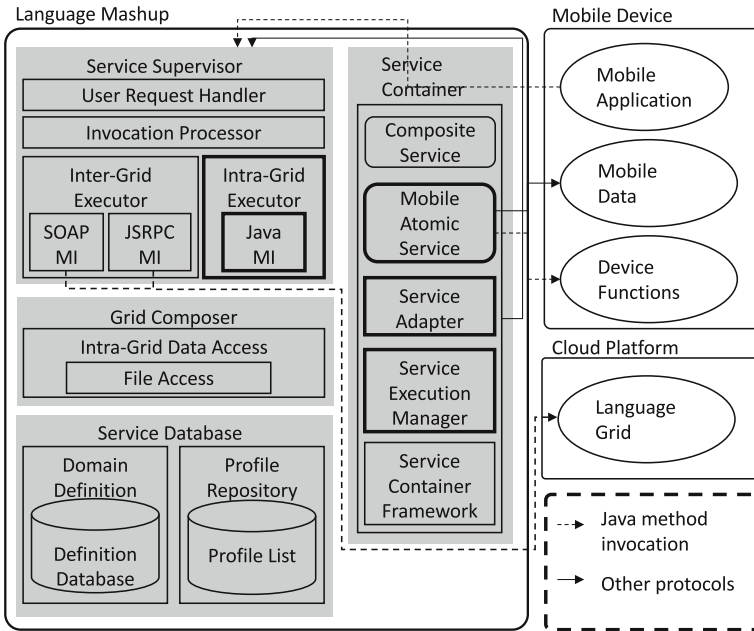 Language Mashup
Service Supervisor
User Request Handler
Invocation Processor
Inter-Grid
Executor
SOAP
MI
JSRPC
MI
Intra-Grid
Executor
Java
MI
Grid Composer
Intra-Grid Data Access
File Access
Service Database
Domain
Definition
Definition
Database
Profile
Repository
Profile List
Service
Container
Composite
Service
Mobile
Atomic
Service
Service
Adapter
Service
Execution
Manager
Service
Container
Framework
Mobile Device
Mobile
Application
Mobile
Data
Device
Functions
Cloud Platform
Language
Grid
Java method
invocation
Other protocols